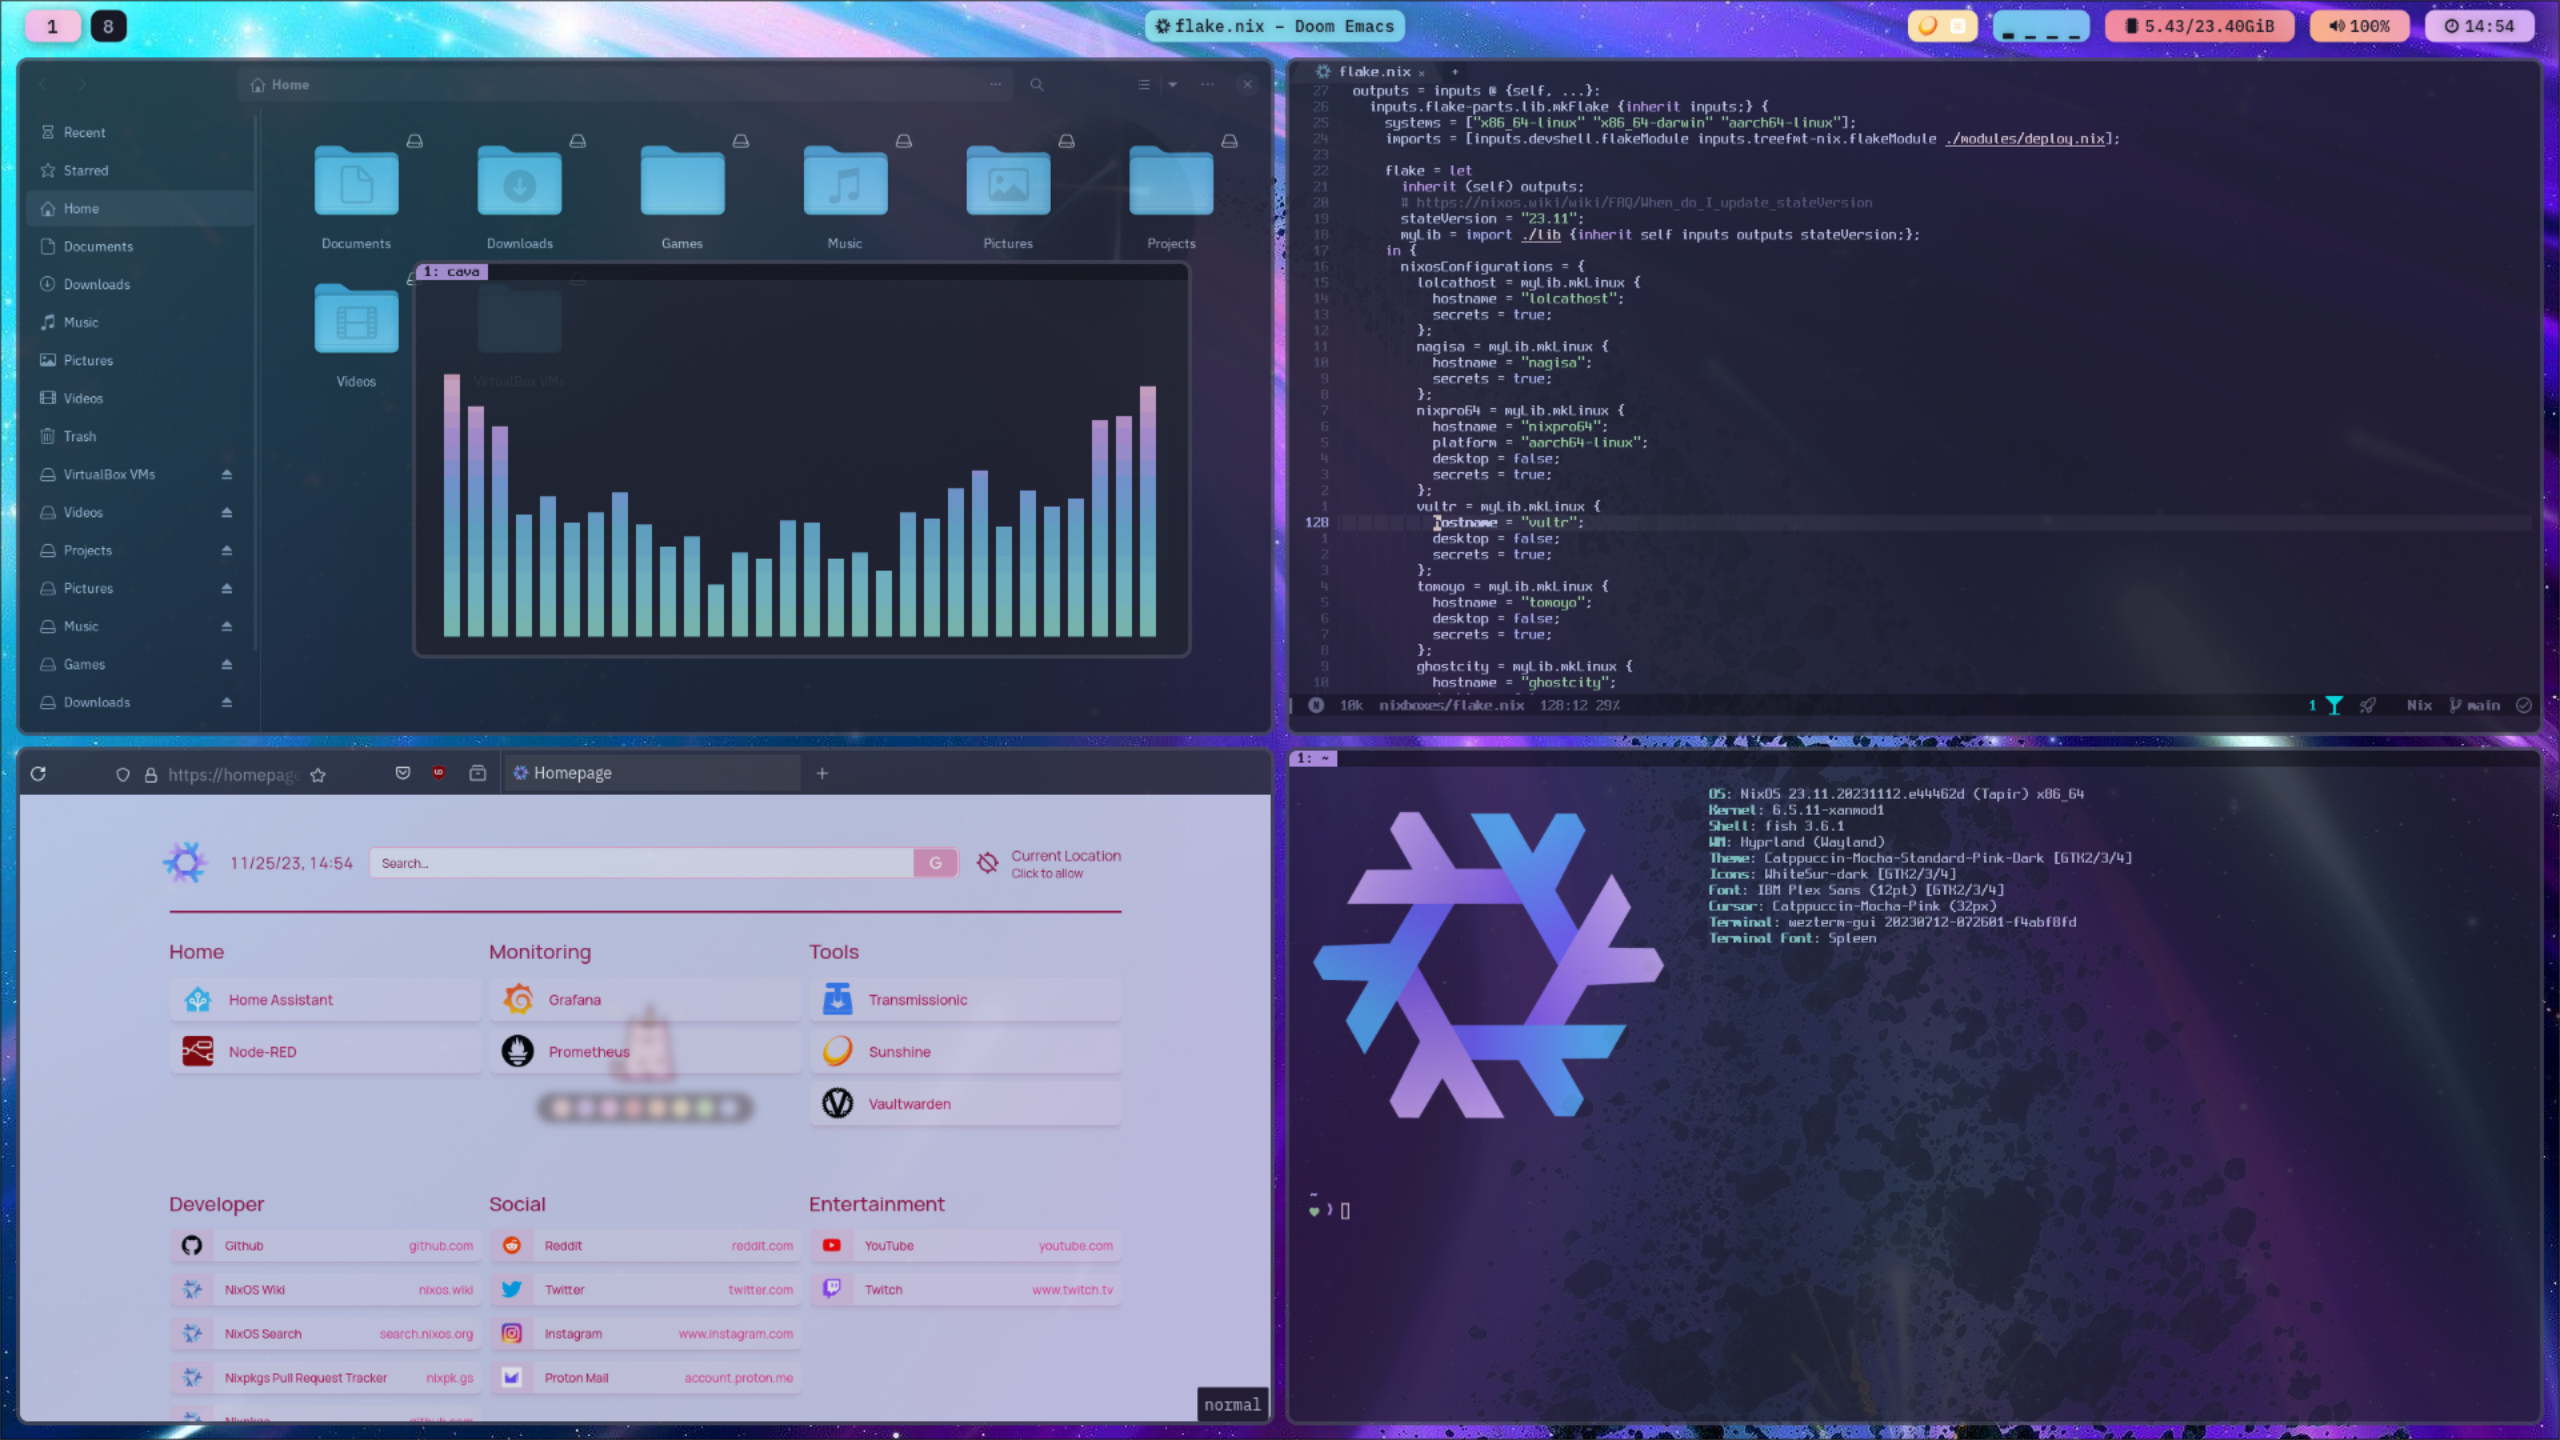 1 8
flake.nix - Doom Emacs
5.43/23.40GiB
100%
14:54
Home
Recent
Starred
Home
Documents
Downloads
Music
Pictures
Videos
Trash
VirtualBox VMs
Videos
Projects
Pictures
Music
Games
Downloads
Documents Downloads Games Music Pictures Projects
Videos VirtualBox VMs
1: cava
flake.nix × +
27 outputs = inputs @ {self, ...}:
26 inputs.flake-parts.lib.mkFlake {inherit inputs;} {
25 systems = ["x86_64-linux" "x86_64-darwin" "aarch64-linux"];
24 imports = [inputs.devshell.flakeModule inputs.treefmt-nix.flakeModule ./modules/deploy.nix];
23
22 flake = let
21 inherit (self) outputs;
20 # https://nixos.wiki/wiki/FAQ/When_do_I_update_stateVersion
19 stateVersion = "23.11";
18 myLib = import ./lib {inherit self inputs outputs stateVersion;};
17 in {
16 nixosConfigurations = {
15 lolcathost = myLib.mkLinux {
14 hostname = "lolcathost";
13 secrets = true;
12 };
11 nagisa = myLib.mkLinux {
10 hostname = "nagisa";
9 secrets = true;
8 };
7 nixpro64 = myLib.mkLinux {
6 hostname = "nixpro64";
5 platform = "aarch64-linux";
4 desktop = false;
3 secrets = true;
2 };
1 vultr = myLib.mkLinux {
128 hostname = "vultr";
1 desktop = false;
2 secrets = true;
3 };
4 tomoyo = myLib.mkLinux {
5 hostname = "tomoyo";
6 desktop = false;
7 secrets = true;
8 };
9 ghostcity = myLib.mkLinux {
10 hostname = "ghostcity";
N 10k nixboxes/flake.nix 128:12 29% 1 Nix main
https://homepage
Homepage
11/25/23, 14:54
Search...
G
Current Location
Click to allow
Home
Home Assistant
Node-RED
Monitoring
Grafana
Prometheus
Tools
Transmissionic
Sunshine
Vaultwarden
Developer
Github github.com
NixOS Wiki nixos.wiki
NixOS Search search.nixos.org
Nixpkgs Pull Request Tracker nixpk.gs
Nixpkgs github.com
Social
Reddit reddit.com
Twitter twitter.com
Instagram www.instagram.com
Proton Mail account.proton.me
Entertainment
YouTube youtube.com
Twitch www.twitch.tv
normal
1: ~
OS: NixOS 23.11.20231112.e44462d (Tapir) x86_64
Kernel: 6.5.11-xanmod1
Shell: fish 3.6.1
WM: Hyprland (Wayland)
Theme: Catppuccin-Mocha-Standard-Pink-Dark [GTK2/3/4]
Icons: WhiteSur-dark [GTK2/3/4]
Font: IBM Plex Sans (12pt) [GTK2/3/4]
Cursor: Catppuccin-Mocha-Pink (32px)
Terminal: wezterm-gui 20230712-072601-f4abf8fd
Terminal Font: Spleen
~
♥ ❯